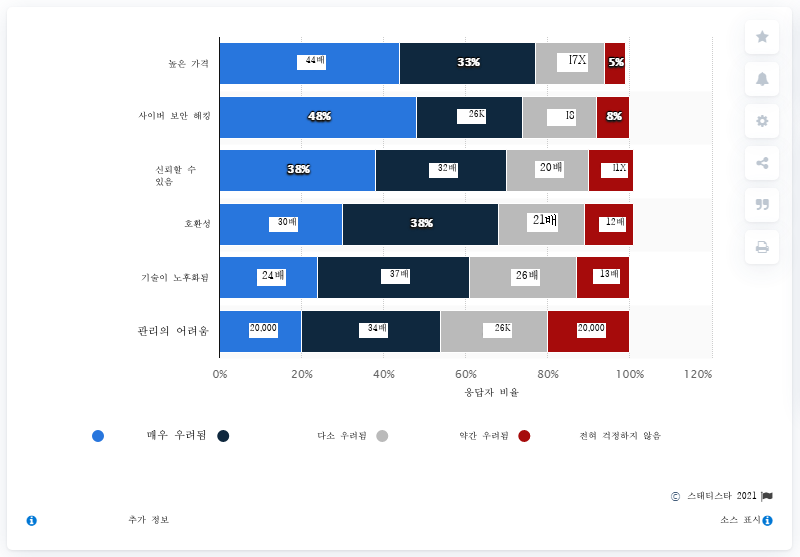 높은 가격 44배 33% 17X 5%
사이버 보안 해킹 48% 26K 18 8%
신뢰할 수
있음 38% 32배 20배 11X
호환성 30배 38% 21배 12배
기술이 노후화됨 24배 37배 26배 13배
관리의 어려움 20,000 34배 26K 20,000
0% 20% 40% 60% 80% 100% 120%
응답자 비율
매우 우려됨 다소 우려됨 약간 우려됨 전혀 걱정하지 않음
© 스태티스타 2021
추가 정보 소스 표시